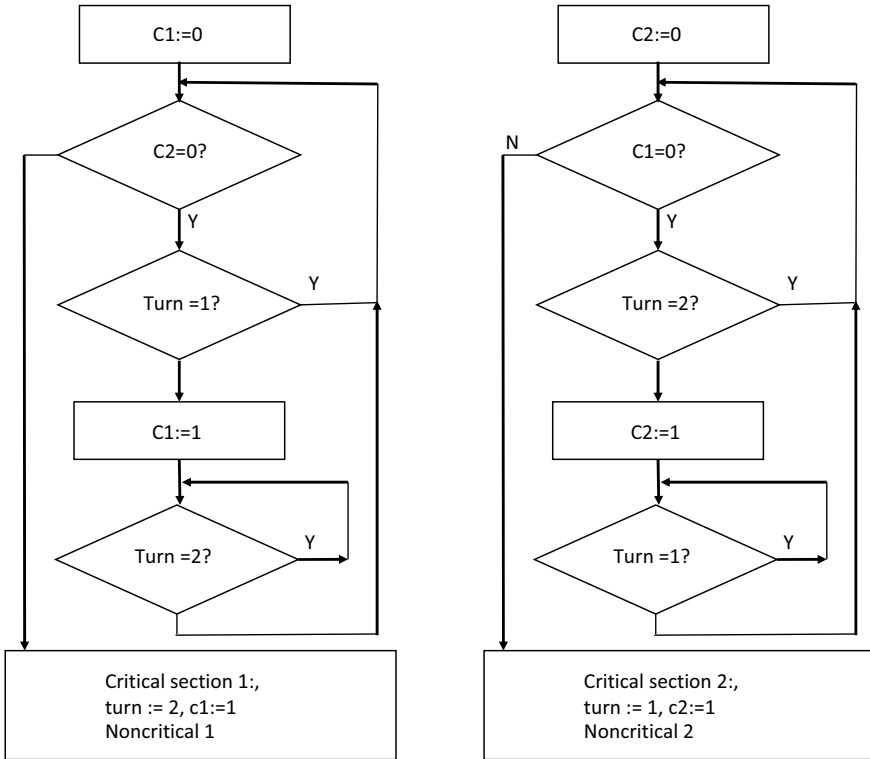 C1:=0
C2=0?
Y
Turn =1?
Y
C1:=1
Turn =2?
Y
Critical section 1:,
turn := 2, c1:=1
Noncritical 1
C2:=0
N
C1=0?
Y
Turn =2?
Y
C2:=1
Turn =1?
Y
Critical section 2:,
turn := 1, c2:=1
Noncritical 2